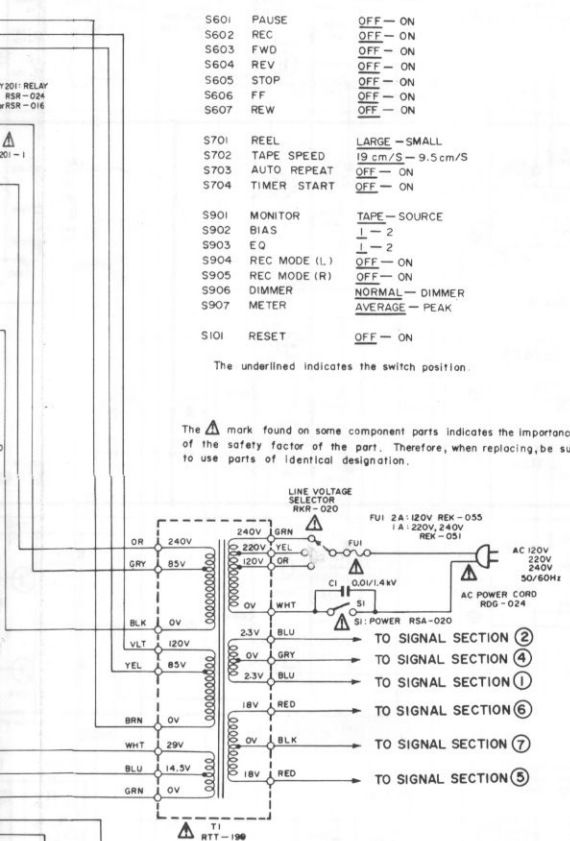 S601 PAUSE OFF — ON
S602 REC OFF — ON
S603 FWD OFF — ON
S604 REV OFF — ON
S605 STOP OFF — ON
S606 FF OFF — ON
S607 REW OFF — ON
Y201: RELAY
RSR-024
or RSR-016
201-1
S701 REEL LARGE — SMALL
S702 TAPE SPEED 19 cm/S — 9.5 cm/S
S703 AUTO REPEAT OFF — ON
S704 TIMER START OFF — ON
S901 MONITOR TAPE — SOURCE
S902 BIAS 1 — 2
S903 EQ 1 — 2
S904 REC MODE (L) OFF — ON
S905 REC MODE (R) OFF — ON
S906 DIMMER NORMAL — DIMMER
S907 METER AVERAGE — PEAK
S101 RESET OFF — ON
The underlined indicates the switch position.
The ⚠ mark found on some component parts indicates the importanc
of the safety factor of the part. Therefore, when replacing, be su
to use parts of identical designation.
LINE VOLTAGE
SELECTOR
RKR-020
FU1 2A: 120V REK-055
1A: 220V, 240V
REK-051
OR 240V
GRY 85V
BLK 0V
VLT 120V
YEL 85V
BRN 0V
WHT 29V
BLU 14.5V
GRN 0V
240V GRN
220V YEL
120V OR
FU1
AC 120V
220V
240V
50/60Hz
AC POWER CORD
RDG-024
C1 0.01/1.4kV
0V WHT
S1
S1: POWER RSA-020
23V BLU TO SIGNAL SECTION ②
0V GRY TO SIGNAL SECTION ④
23V BLU TO SIGNAL SECTION ①
18V RED TO SIGNAL SECTION ⑥
0V BLK TO SIGNAL SECTION ⑦
18V RED TO SIGNAL SECTION ⑤
T1